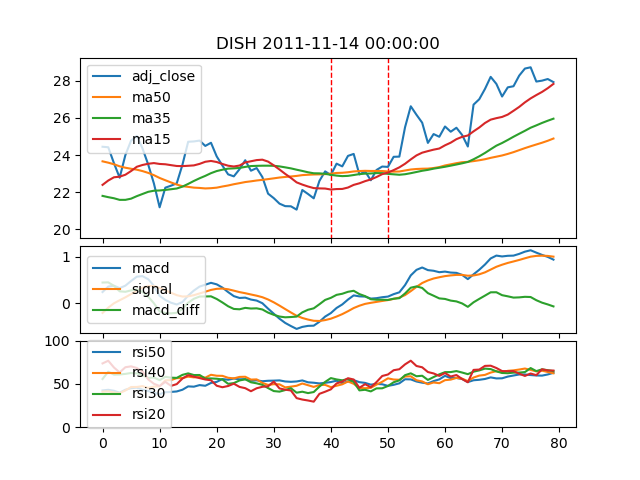 DISH 2011-11-14 00:00:00
28
26
24
22
20
adj_close
ma50
ma35
ma15
1
0
macd
signal
macd_diff
100
50
0
rsi50
rsi40
rsi30
rsi20
0 10 20 30 40 50 60 70 80